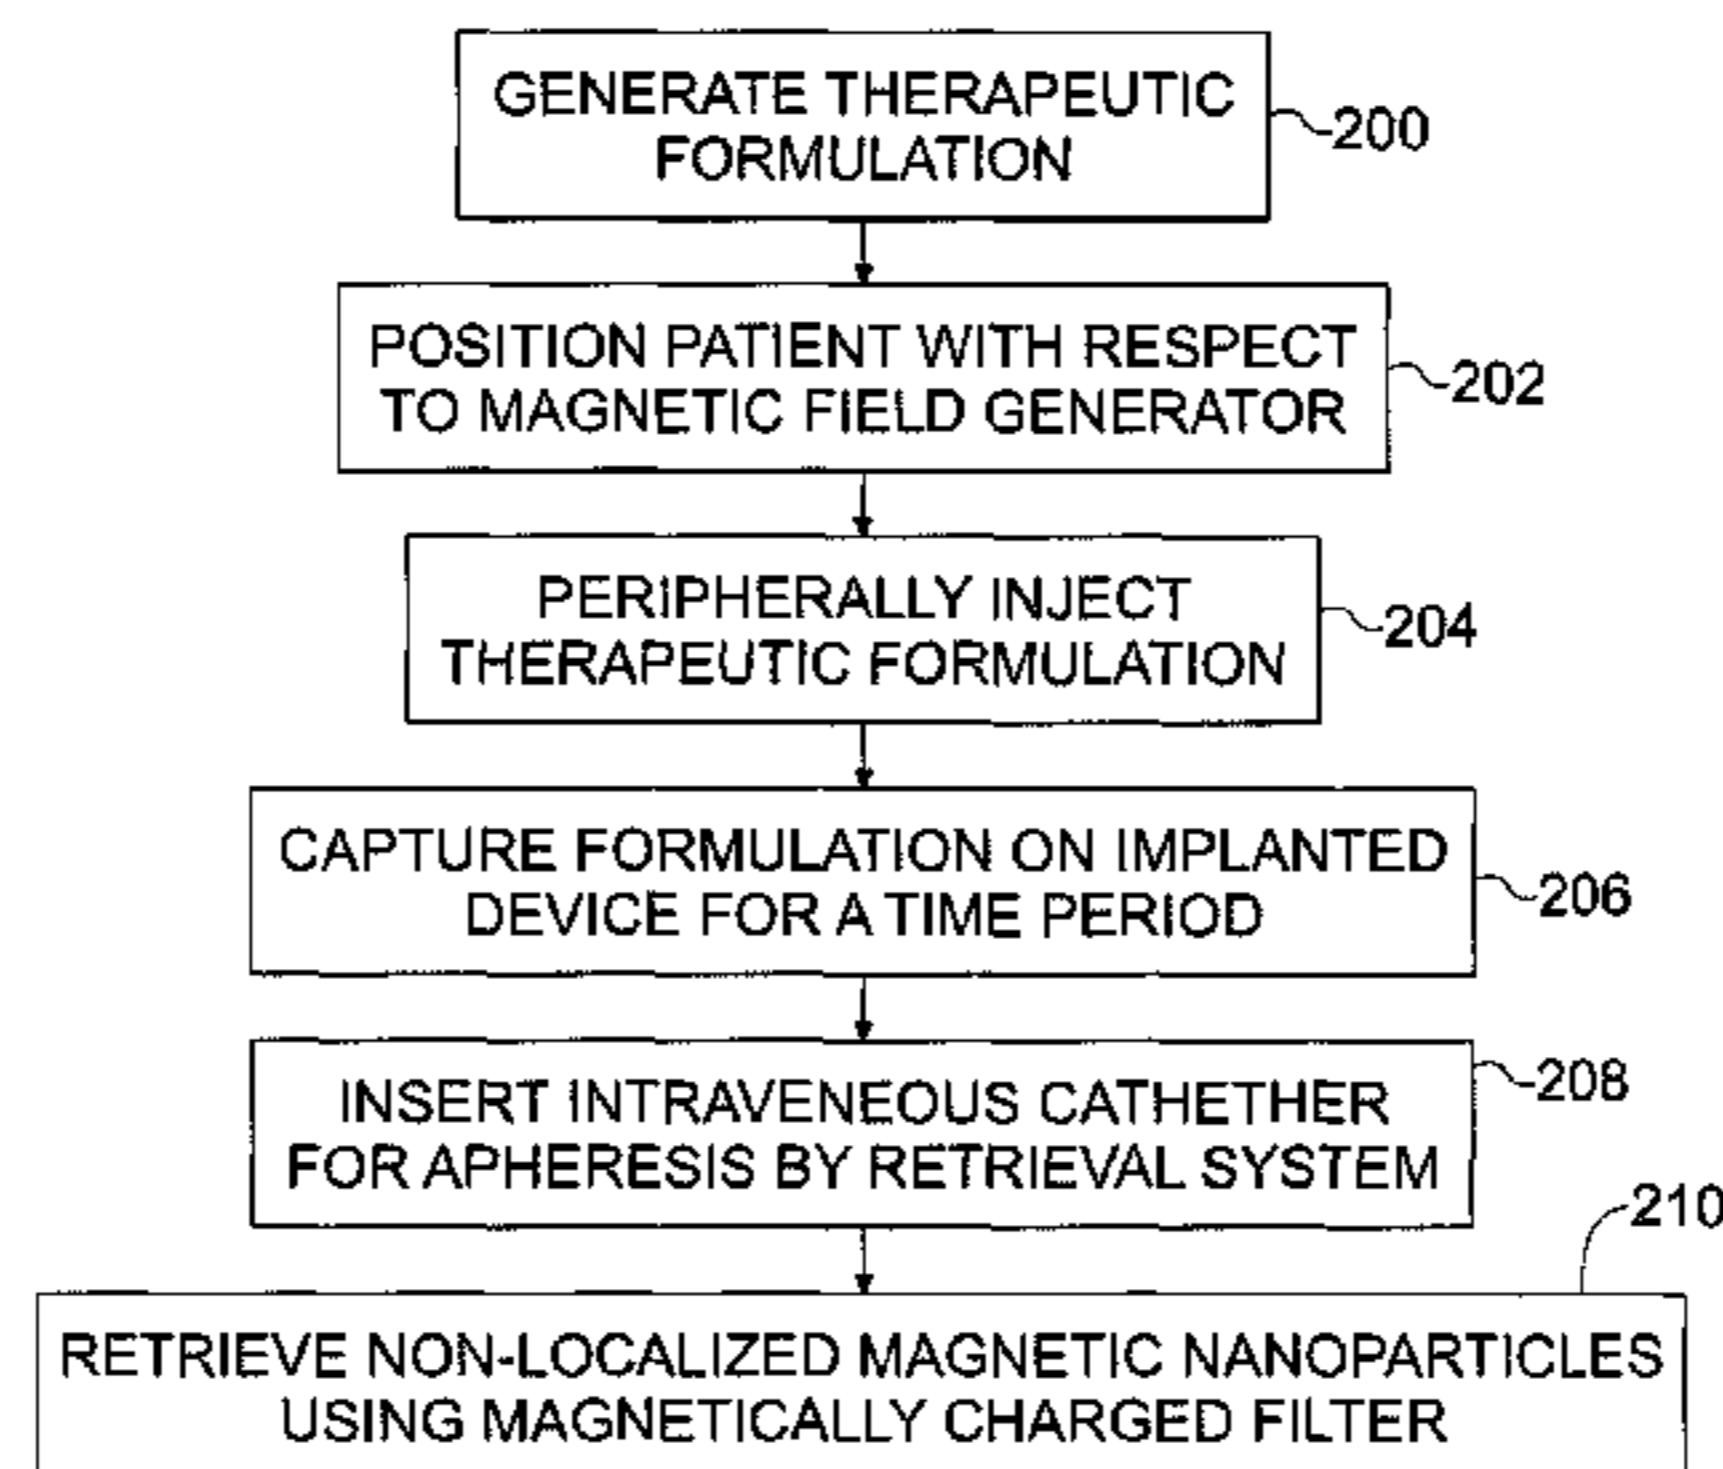 GENERATE THERAPEUTIC
FORMULATION
200
POSITION PATIENT WITH RESPECT
TO MAGNETIC FIELD GENERATOR
202
PERIPHERALLY INJECT
THERAPEUTIC FORMULATION
204
CAPTURE FORMULATION ON IMPLANTED
DEVICE FOR A TIME PERIOD
206
INSERT INTRAVENEOUS CATHETHER
FOR APHERESIS BY RETRIEVAL SYSTEM
208
210
RETRIEVE NON-LOCALIZED MAGNETIC NANOPARTICLES
USING MAGNETICALLY CHARGED FILTER